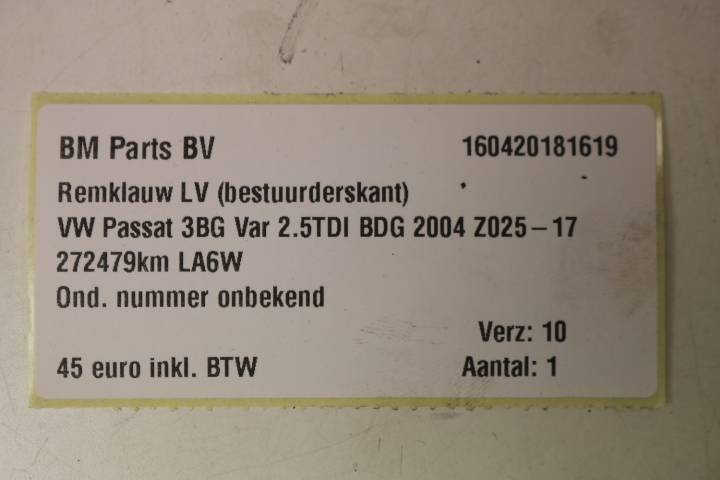 BM Parts BV 160420181619
Remklauw LV (bestuurderskant)
VW Passat 3BG Var 2.5TDI BDG 2004 Z025-17
272479km LA6W
Ond. nummer onbekend
Verz: 10
45 euro inkl. BTW Aantal: 1